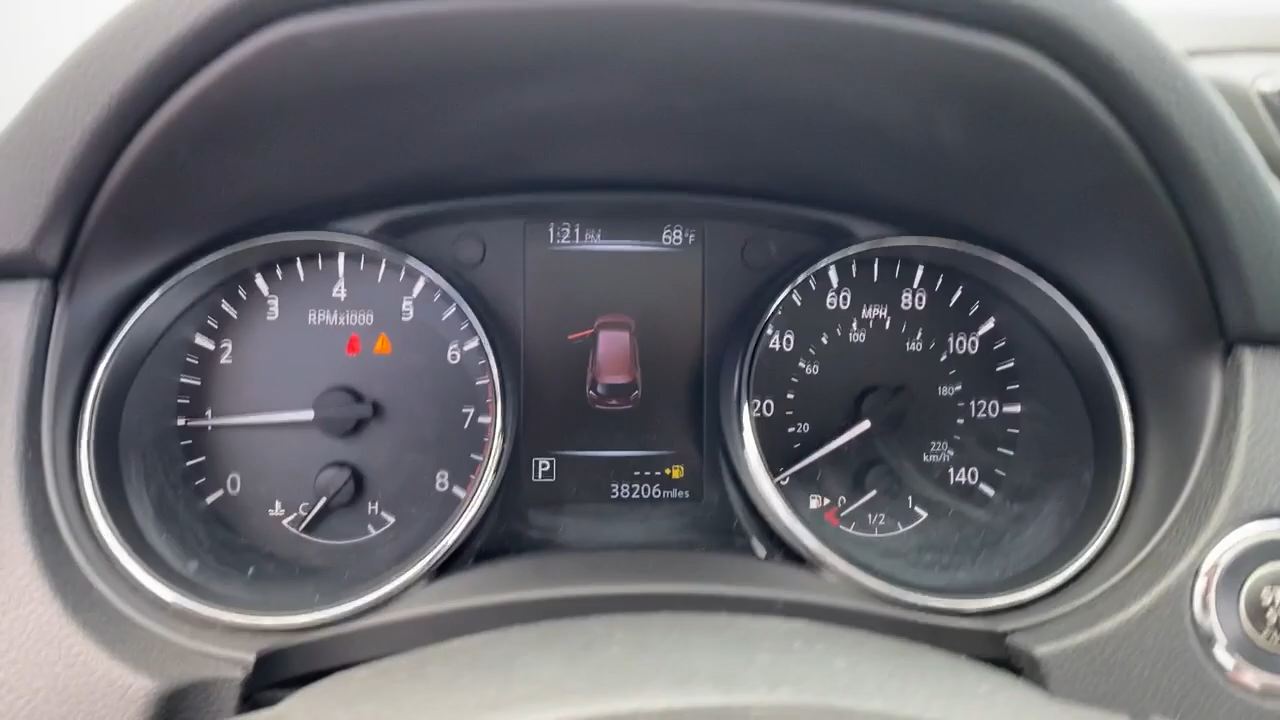 1:21 PM 68°F
0 1 2 3 4 5 6 7 8
RPMx1000
C H
0 20 40 60 80 100 120 140
MPH
20 60 100 140 180 220
km/h
0 1/2 1
P
---
38206 miles